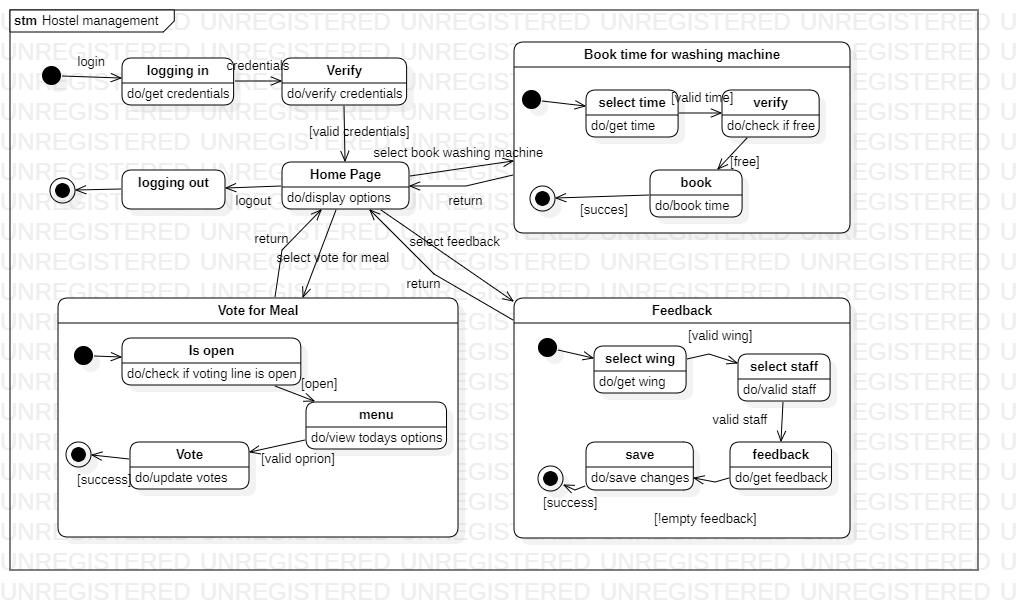 stm Hostel management
login
logging in
do/get credentials
credentials
Verify
do/verify credentials
[valid credentials]
select book washing machine
Home Page
do/display options
return
logging out
logout
Book time for washing machine
select time
do/get time
[valid time]
verify
do/check if free
[free]
book
do/book time
[succes]
return
select vote for meal
select feedback
return
Vote for Meal
Is open
do/check if voting line is open
[open]
menu
do/view todays options
[valid oprion]
Vote
do/update votes
[success]
Feedback
select wing
do/get wing
[valid wing]
select staff
do/valid staff
valid staff
feedback
do/get feedback
[!empty feedback]
save
do/save changes
[success]
UNREGISTERED UNREGISTERED UNREGISTERED UNREGISTERED UNREGISTERED